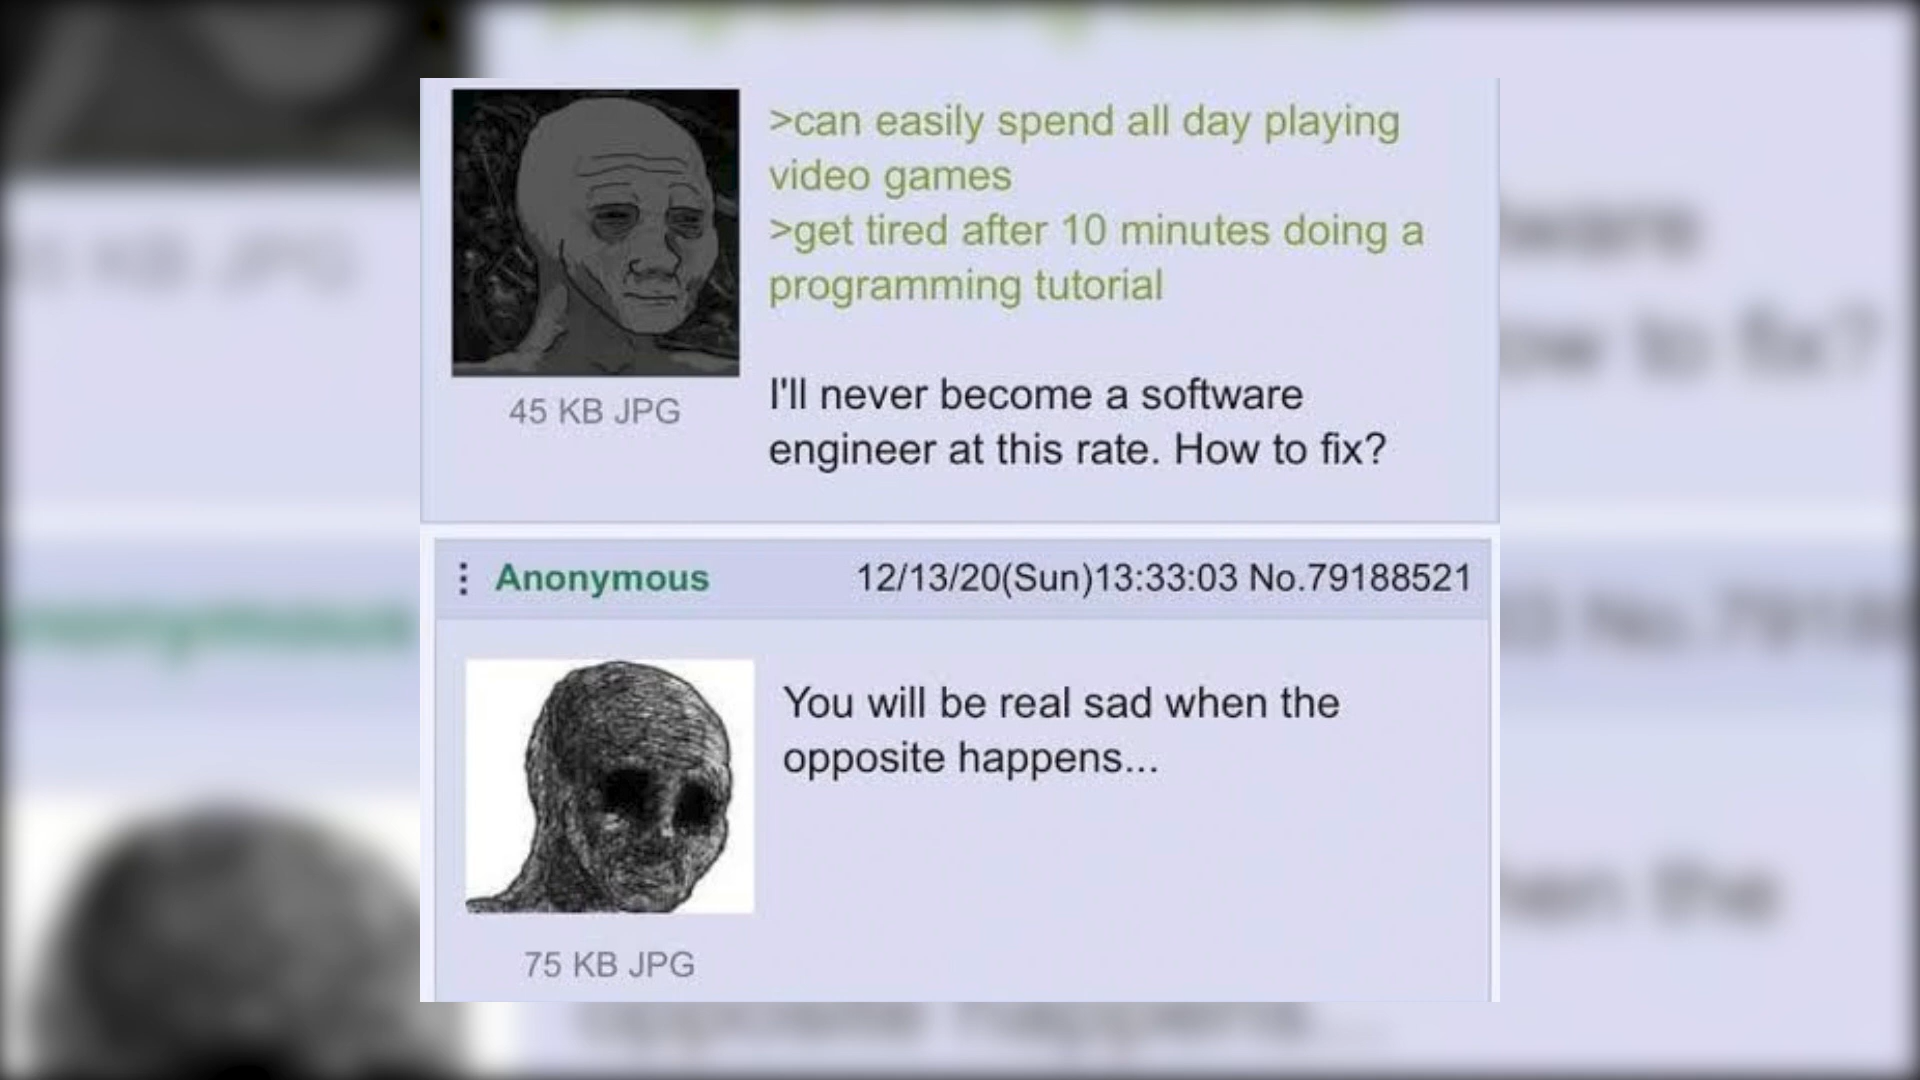 >can easily spend all day playing
video games
>get tired after 10 minutes doing a
programming tutorial
45 KB JPG
I'll never become a software
engineer at this rate. How to fix?
Anonymous 12/13/20(Sun)13:33:03 No.79188521
You will be real sad when the
opposite happens...
75 KB JPG